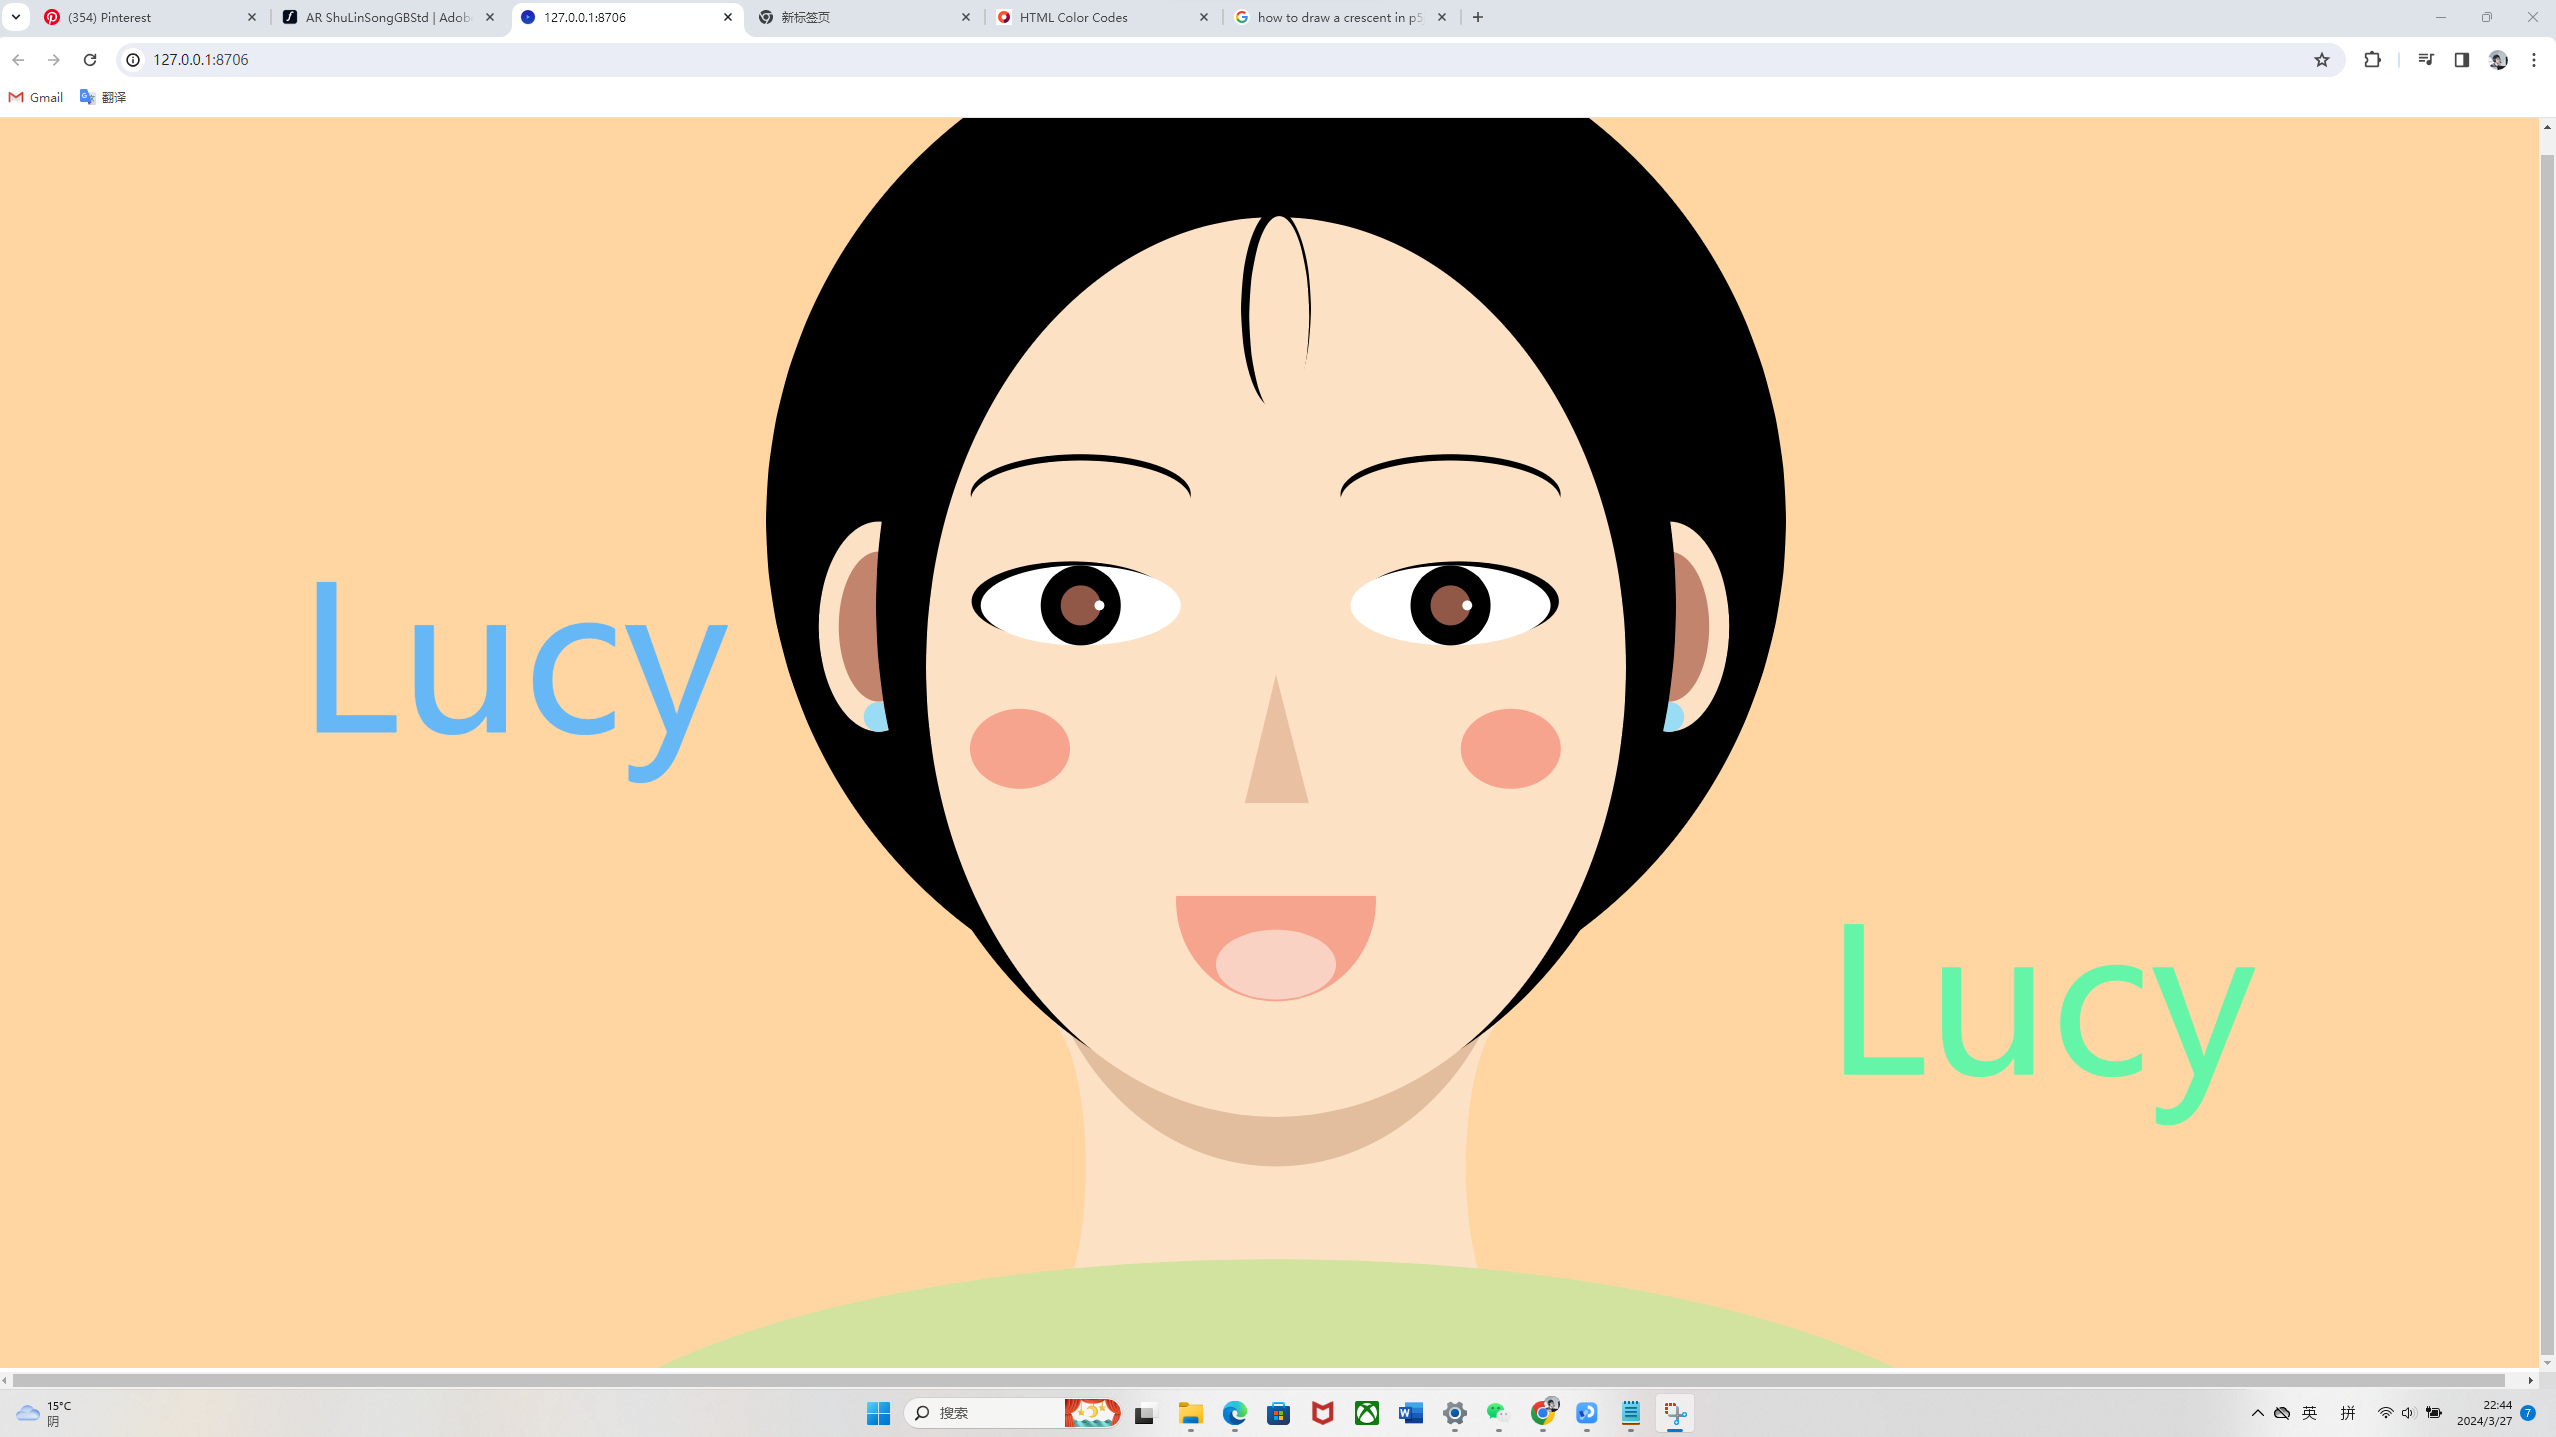 (354) Pinterest
AR ShuLinSongGBStd | Adob
127.0.0.1:8706
新标签页
HTML Color Codes
how to draw a crescent in p5
127.0.0.1:8706
Gmail
翻译
Lucy
Lucy
15°C
阴
搜索
英
拼
22:44
2024/3/27
7